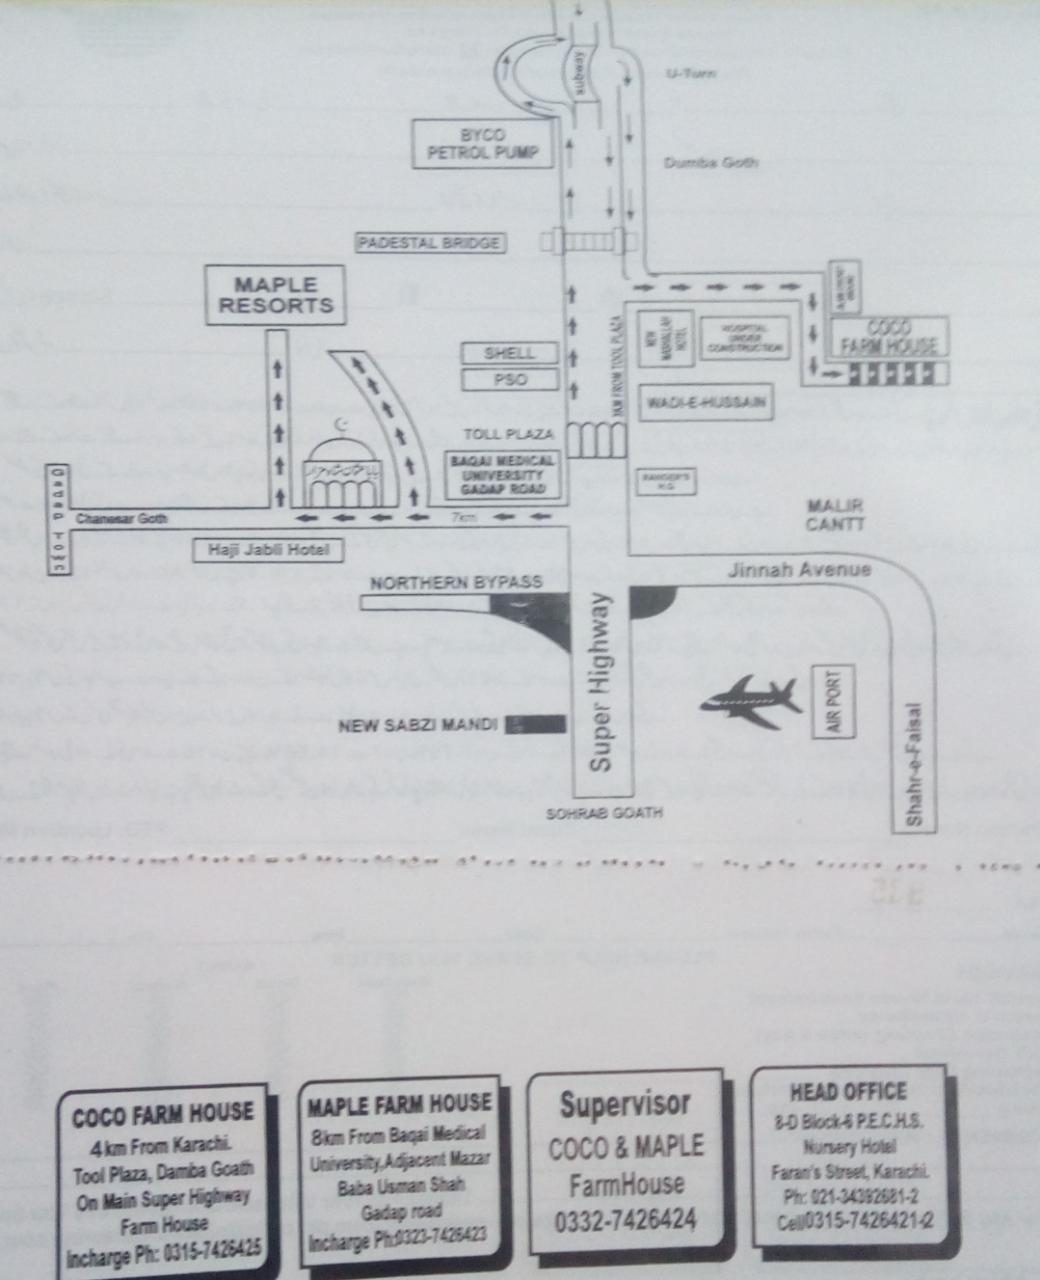 subway
U-Turn
BYCO
PETROL PUMP
Dumba Goth
PADESTAL BRIDGE
MAPLE
RESORTS
COCO
FARM HOUSE
NEW
MASHALLAH
HOTEL
HOSPITAL
UNDER
CONSTRUCTION
SHELL
PSO
3KM FROM TOOL PLAZA
WADI-E-HUSSAIN
TOLL PLAZA
BAQAI MEDICAL
UNIVERSITY
GADAP ROAD
RANGER'S
H.Q
Gadap Town
Chanesar Goth
7km
MALIR
CANTT
Haji Jabli Hotel
Jinnah Avenue
NORTHERN BYPASS
Super Highway
AIR PORT
NEW SABZI MANDI
Shahr-e-Faisal
SOHRAB GOATH
COCO FARM HOUSE
4km From Karachi.
Tool Plaza, Damba Goath
On Main Super Highway
Farm House
Incharge Ph: 0315-7426425
MAPLE FARM HOUSE
8km From Baqai Medical
University,Adjacent Mazar
Baba Usman Shah
Gadap road
Incharge Ph:0323-7426423
Supervisor
COCO & MAPLE
FarmHouse
0332-7426424
HEAD OFFICE
8-D Block-6 P.E.C.H.S.
Nursery Hotel
Faran's Street, Karachi.
Ph: 021-34392681-2
Cell:0315-7426421-2